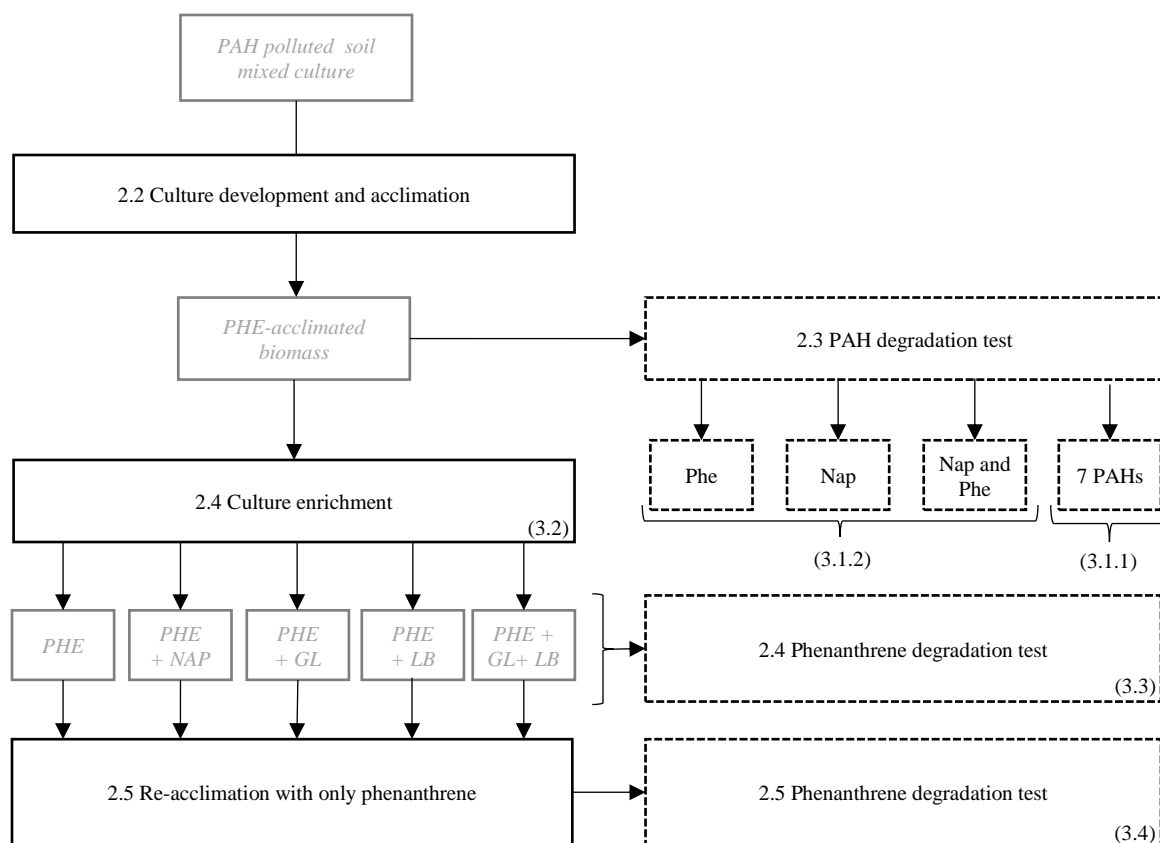 PAH polluted soil
mixed culture
2.2 Culture development and acclimation
PHE-acclimated
biomass
2.3 PAH degradation test
Phe
Nap
Nap and
Phe
7 PAHs
(3.1.2)
(3.1.1)
2.4 Culture enrichment
(3.2)
PHE
PHE
+ NAP
PHE
+ GL
PHE
+ LB
PHE +
GL+ LB
2.4 Phenanthrene degradation test
(3.3)
2.5 Re-acclimation with only phenanthrene
2.5 Phenanthrene degradation test
(3.4)